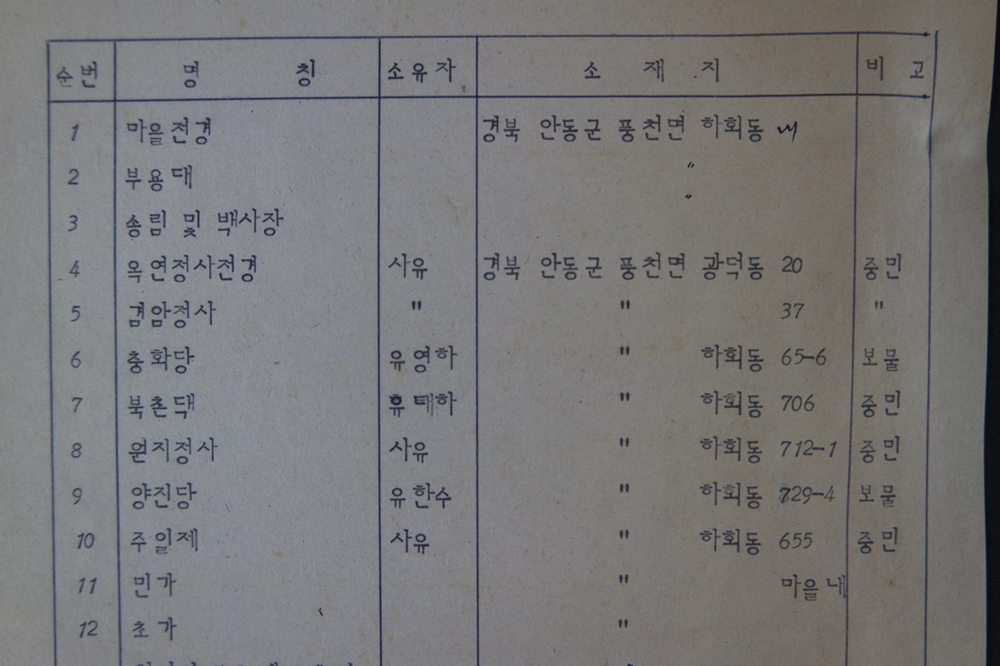 순번 명 칭 소유자 소 재 지 비 고
1 마을전경 경북 안동군 풍천면 하회동 내
2 부용대 "
3 송림 및 백사장 "
4 옥연정사전경 사유 경북 안동군 풍천면 광덕동 20 중민
5 겸암정사 " " 37 "
6 충화당 유영하 " 하회동 65-6 보물
7 북촌댁 류태하 " 하회동 706 중민
8 원지정사 사유 " 하회동 712-1 중민
9 양진당 유한수 " 하회동 729-4 보물
10 주일제 사유 " 하회동 655 중민
11 민가 " 마을내
12 초가 "